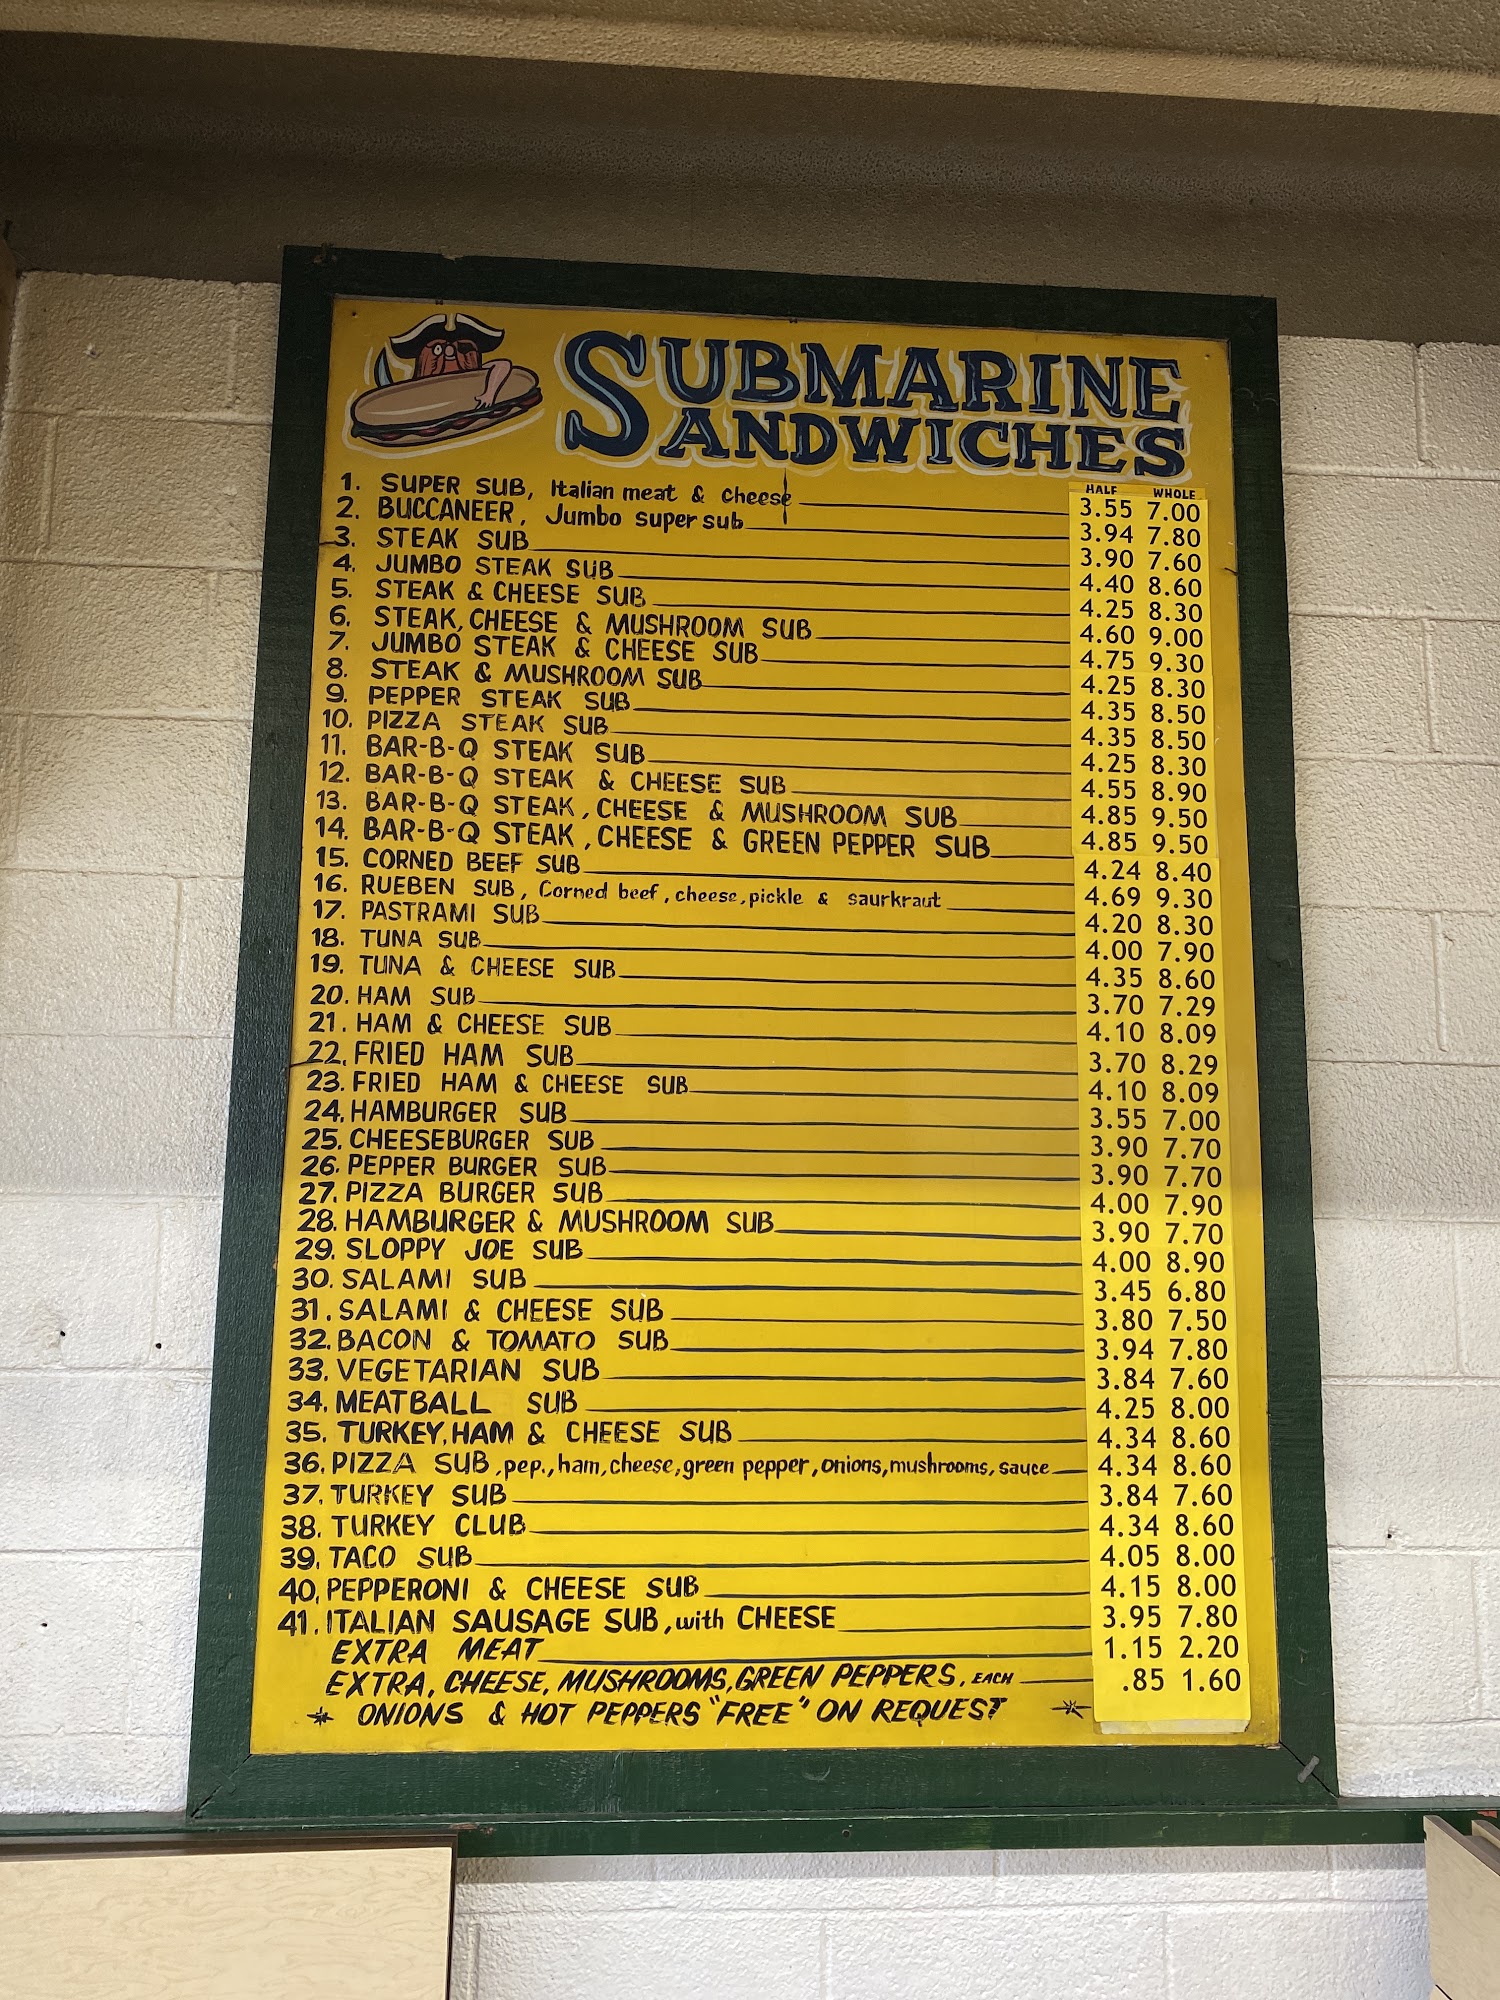 SUBMARINE
SANDWICHES
HALF WHOLE
1. SUPER SUB, Italian meat & cheese 3.55 7.00
2. BUCCANEER, Jumbo super sub 3.94 7.80
3. STEAK SUB 3.90 7.60
4. JUMBO STEAK SUB 4.40 8.60
5. STEAK & CHEESE SUB 4.25 8.30
6. STEAK, CHEESE & MUSHROOM SUB 4.60 9.00
7. JUMBO STEAK & CHEESE SUB 4.75 9.30
8. STEAK & MUSHROOM SUB 4.25 8.30
9. PEPPER STEAK SUB 4.35 8.50
10. PIZZA STEAK SUB 4.35 8.50
11. BAR-B-Q STEAK SUB 4.25 8.30
12. BAR-B-Q STEAK & CHEESE SUB 4.55 8.90
13. BAR-B-Q STEAK, CHEESE & MUSHROOM SUB 4.85 9.50
14. BAR-B-Q STEAK, CHEESE & GREEN PEPPER SUB 4.85 9.50
15. CORNED BEEF SUB 4.24 8.40
16. RUEBEN SUB, Corned beef, cheese, pickle & saurkraut 4.69 9.30
17. PASTRAMI SUB 4.20 8.30
18. TUNA SUB 4.00 7.90
19. TUNA & CHEESE SUB 4.35 8.60
20. HAM SUB 3.70 7.29
21. HAM & CHEESE SUB 4.10 8.09
22. FRIED HAM SUB 3.70 8.29
23. FRIED HAM & CHEESE SUB 4.10 8.09
24. HAMBURGER SUB 3.55 7.00
25. CHEESEBURGER SUB 3.90 7.70
26. PEPPER BURGER SUB 3.90 7.70
27. PIZZA BURGER SUB 4.00 7.90
28. HAMBURGER & MUSHROOM SUB 3.90 7.70
29. SLOPPY JOE SUB 4.00 8.90
30. SALAMI SUB 3.45 6.80
31. SALAMI & CHEESE SUB 3.80 7.50
32. BACON & TOMATO SUB 3.94 7.80
33. VEGETARIAN SUB 3.84 7.60
34. MEATBALL SUB 4.25 8.00
35. TURKEY, HAM & CHEESE SUB 4.34 8.60
36. PIZZA SUB, pep., ham, cheese, green pepper, onions, mushrooms, sauce 4.34 8.60
37. TURKEY SUB 3.84 7.60
38. TURKEY CLUB 4.34 8.60
39. TACO SUB 4.05 8.00
40. PEPPERONI & CHEESE SUB 4.15 8.00
41. ITALIAN SAUSAGE SUB, with CHEESE 3.95 7.80
EXTRA MEAT 1.15 2.20
EXTRA, CHEESE, MUSHROOMS, GREEN PEPPERS, EACH .85 1.60
ONIONS & HOT PEPPERS "FREE" ON REQUEST